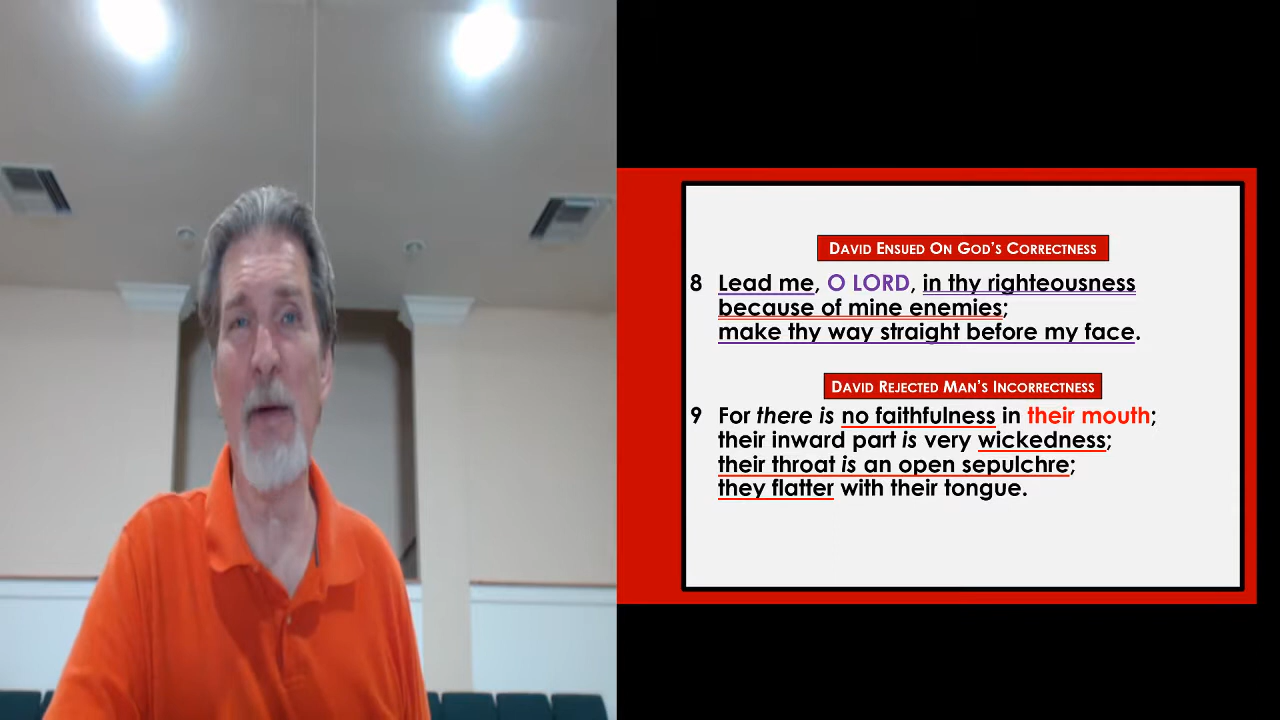 DAVID ENSUED ON GOD'S CORRECTNESS
8 Lead me, O LORD, in thy righteousness
because of mine enemies;
make thy way straight before my face.
DAVID REJECTED MAN'S INCORRECTNESS
9 For there is no faithfulness in their mouth;
their inward part is very wickedness;
their throat is an open sepulchre;
they flatter with their tongue.